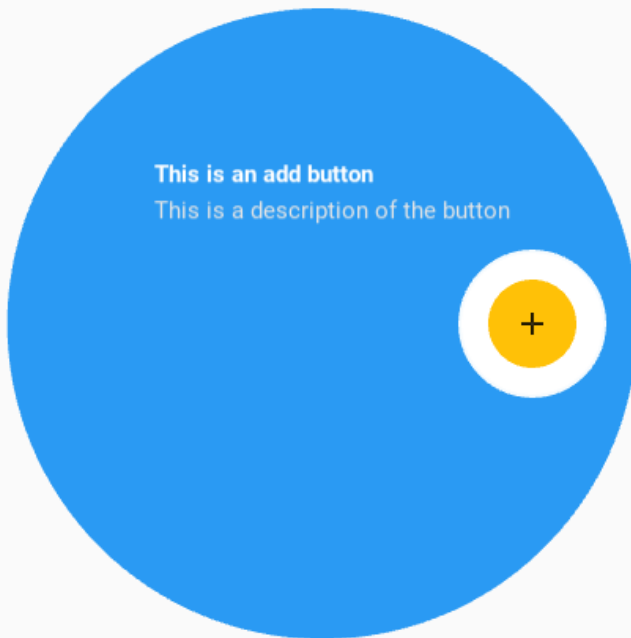 This is an add button
This is a description of the button
+